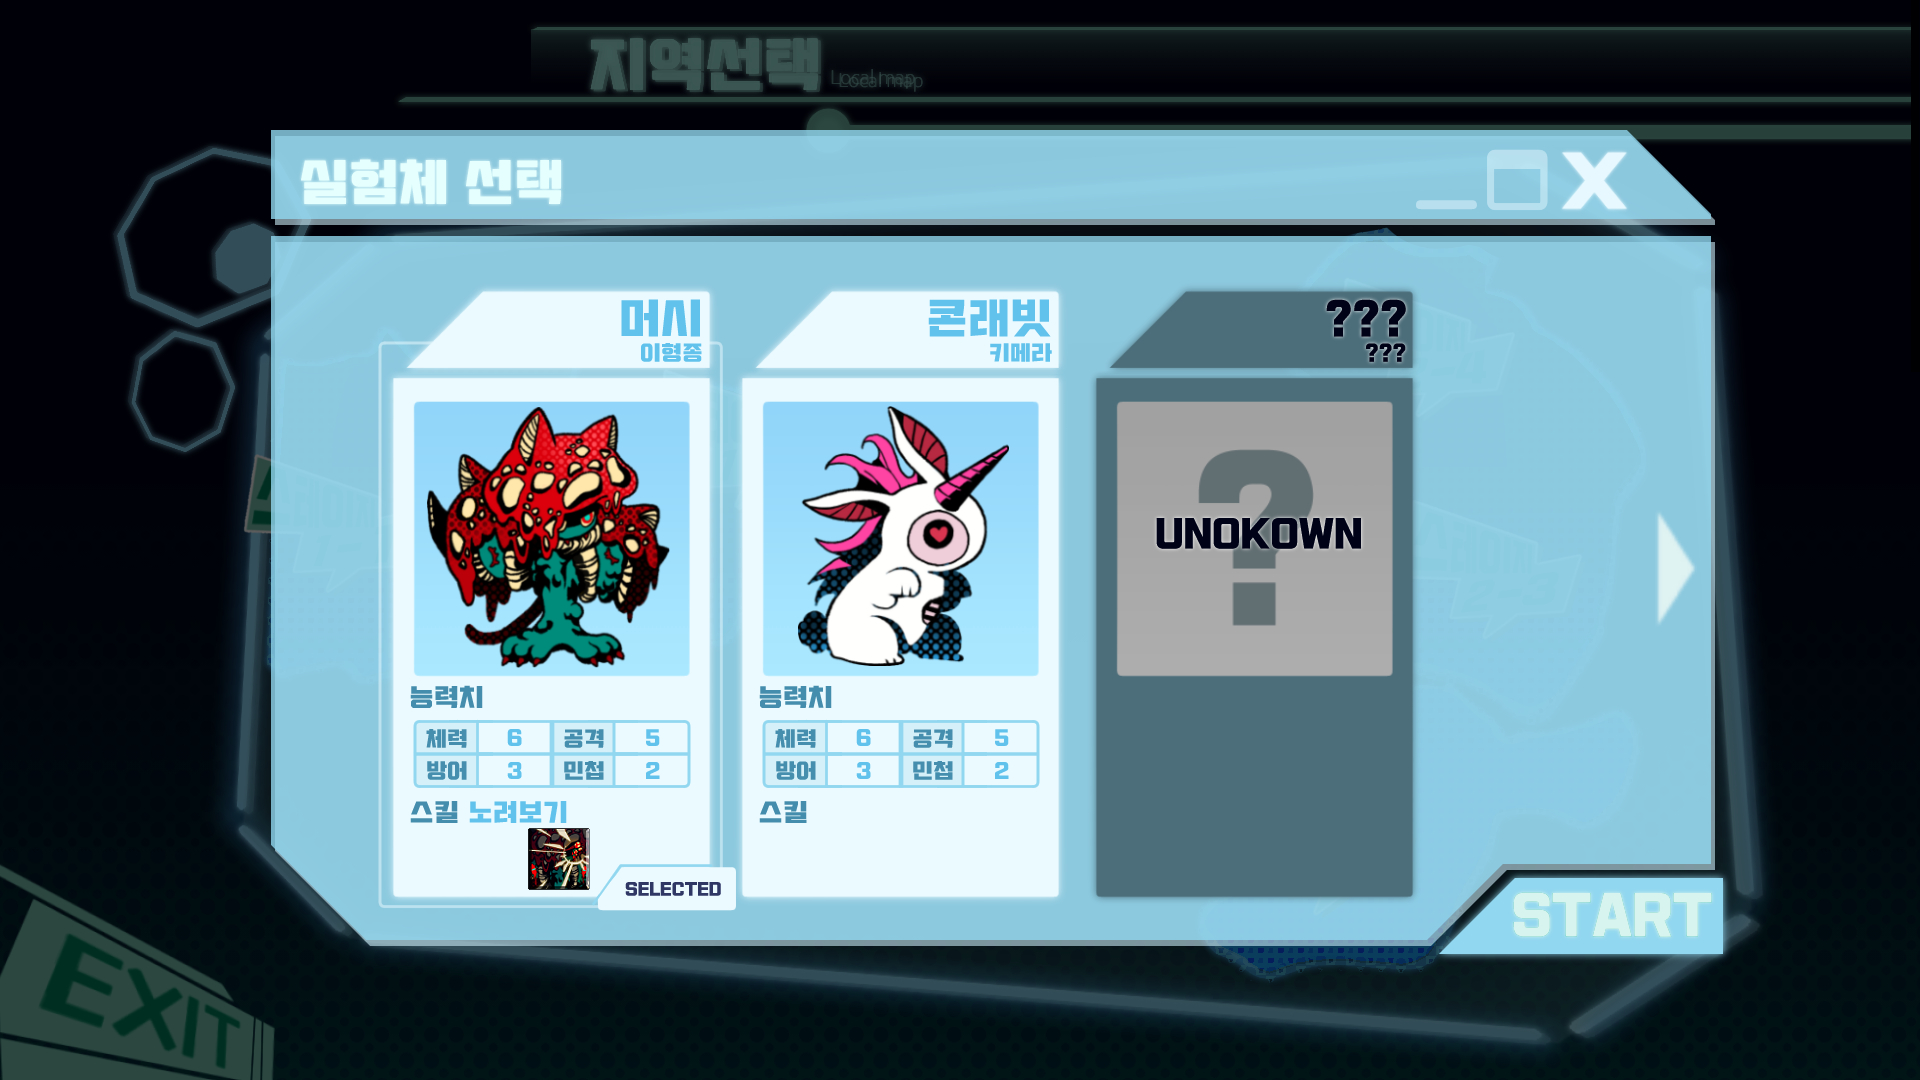 지역선택 Local map
실험체 선택
X
머시
이형종
능력치
체력 6 공격 5
방어 3 민첩 2
스킬 노려보기
SELECTED
콘래빗
키메라
능력치
체력 6 공격 5
방어 3 민첩 2
스킬
???
???
?
UNOKOWN
START
EXIT